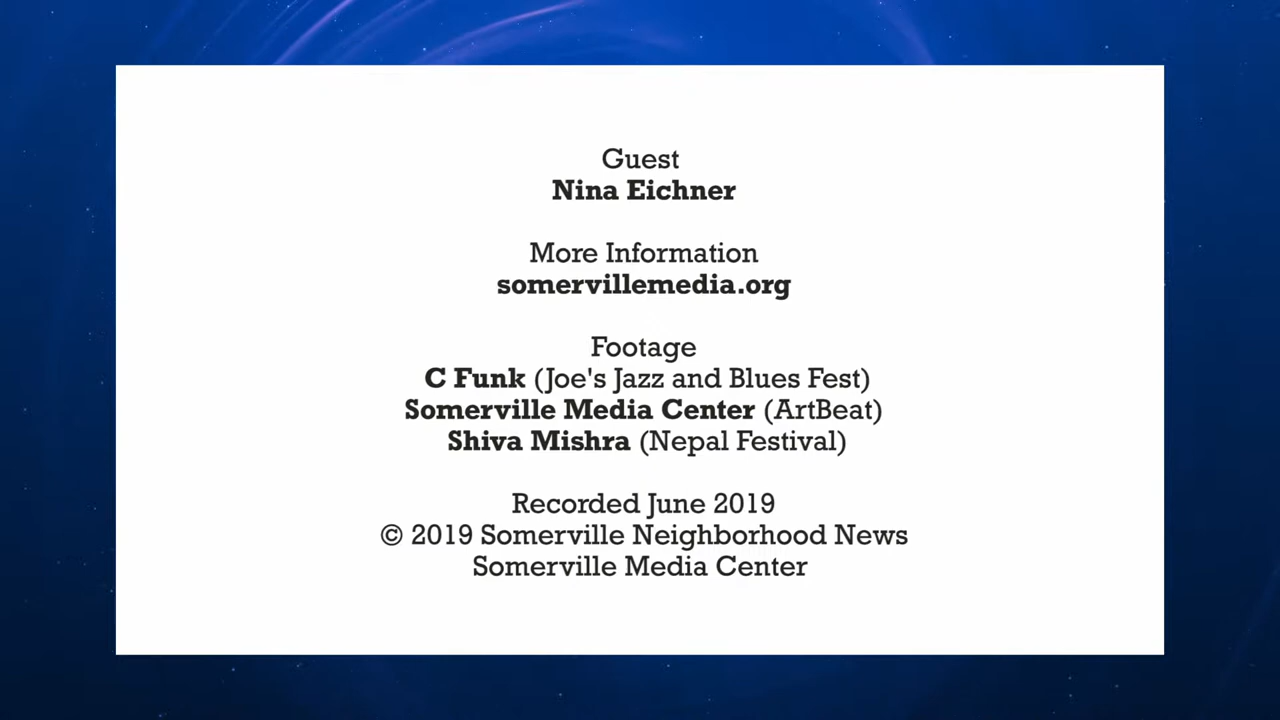 Guest
Nina Eichner
More Information
somervillemedia.org
Footage
C Funk (Joe's Jazz and Blues Fest)
Somerville Media Center (ArtBeat)
Shiva Mishra (Nepal Festival)
Recorded June 2019
© 2019 Somerville Neighborhood News
Somerville Media Center